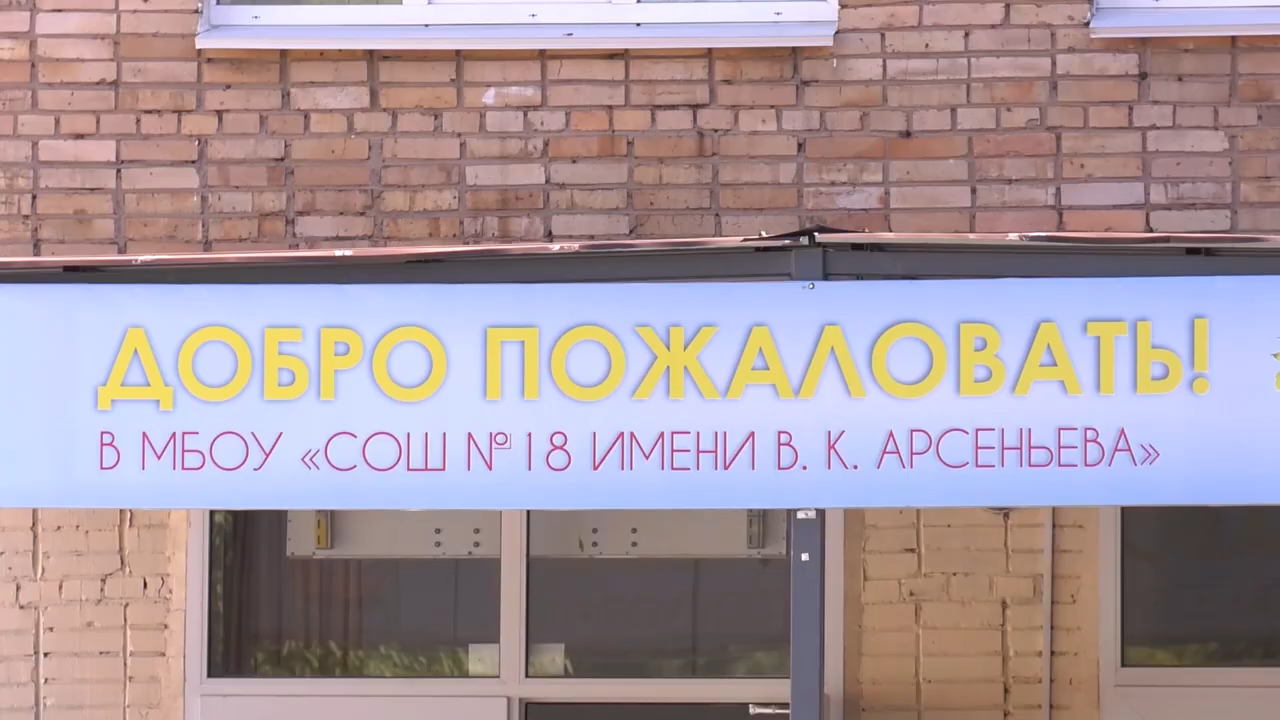 ДОБРО ПОЖАЛОВАТЬ!
В МБОУ «СОШ №18 ИМЕНИ В. К. АРСЕНЬЕВА»